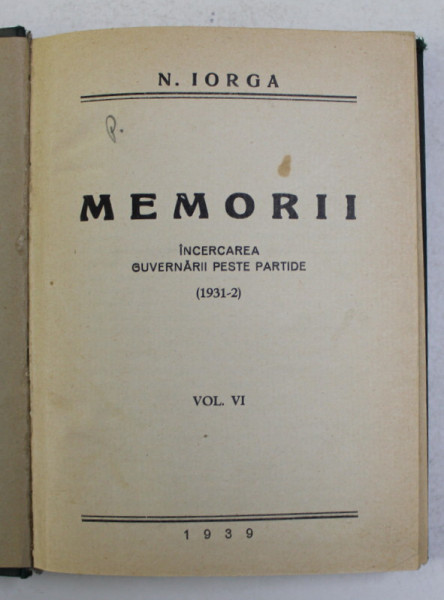 N. IORGA
P.
MEMORII
ÎNCERCAREA
GUVERNĂRII PESTE PARTIDE
(1931-2)
VOL. VI
1939